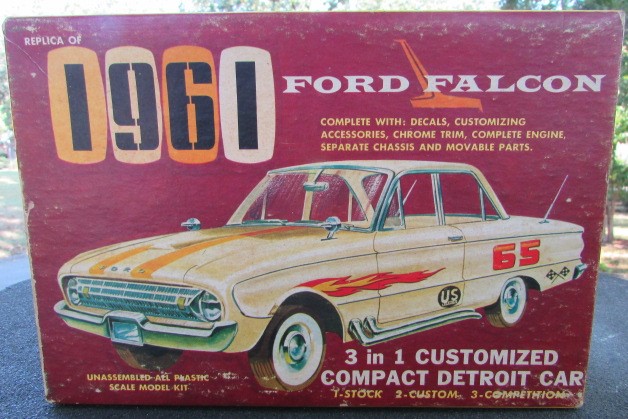 REPLICA OF
1961
FORD FALCON
COMPLETE WITH: DECALS, CUSTOMIZING
ACCESSORIES, CHROME TRIM, COMPLETE ENGINE,
SEPARATE CHASSIS AND MOVABLE PARTS.
FORD
65
U.S
3 in 1 CUSTOMIZED
COMPACT DETROIT CAR
UNASSEMBLED ALL PLASTIC
SCALE MODEL KIT
1-STOCK 2-CUSTOM 3-COMPETITION